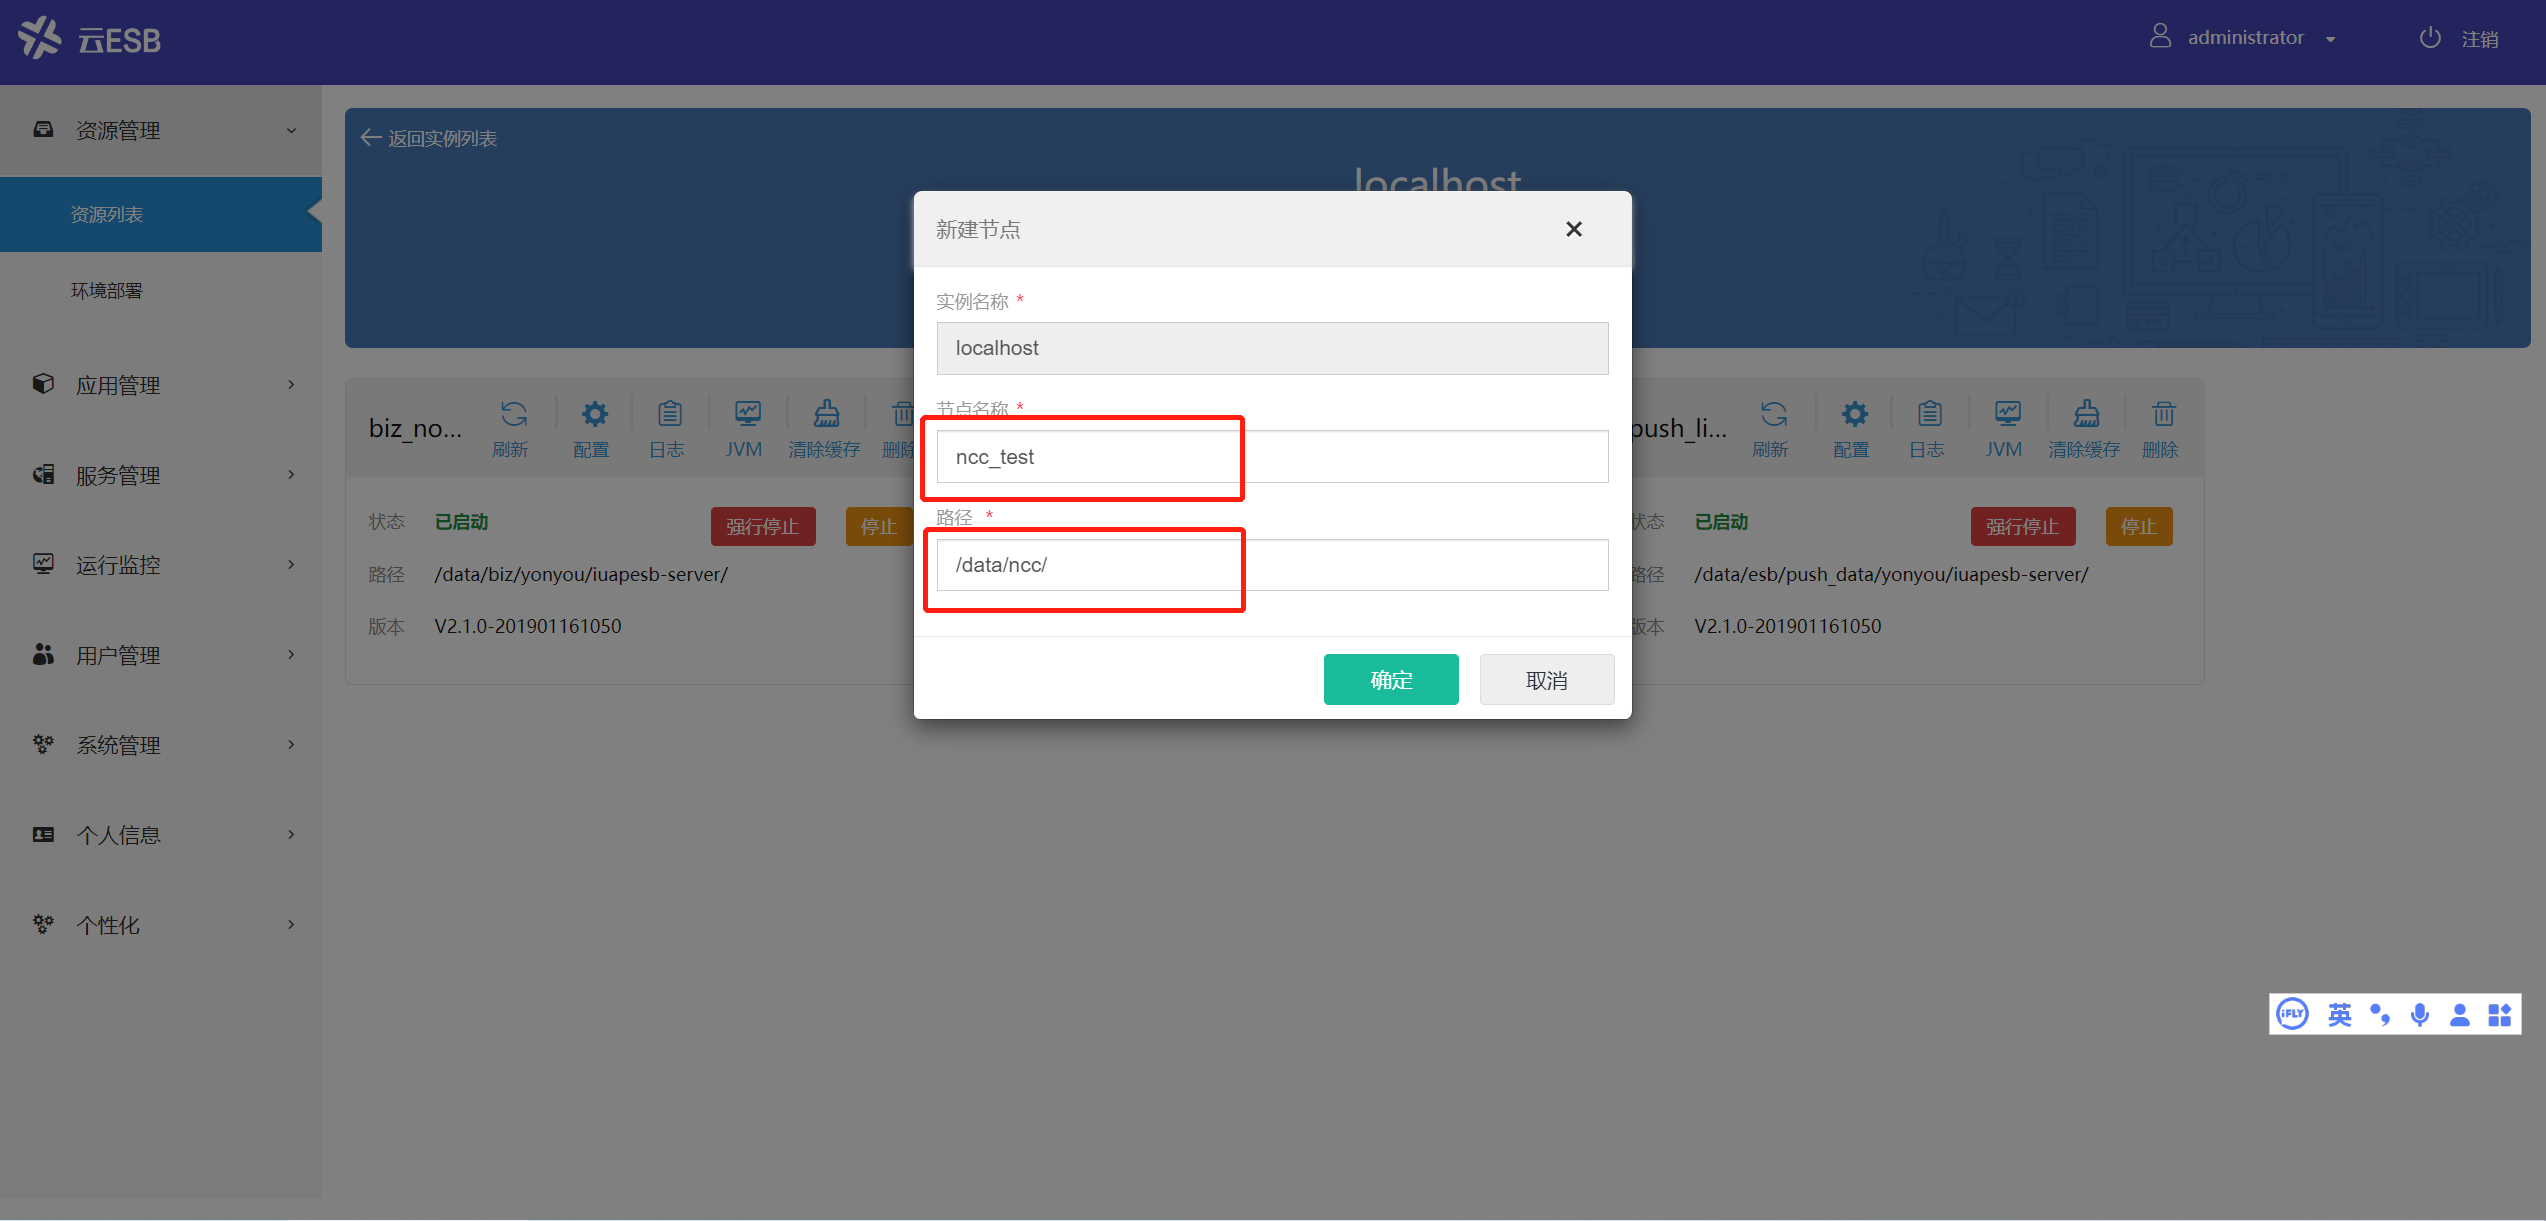 云ESB
administrator
注销
资源管理
资源列表
环境部署
应用管理
服务管理
运行监控
用户管理
系统管理
个人信息
个性化
返回实例列表
localhost
biz_no...
刷新
配置
日志
JVM
清除缓存
删除
状态
已启动
强行停止
停止
路径
/data/biz/yonyou/iuapesb-server/
版本
V2.1.0-201901161050
新建节点
实例名称 *
localhost
节点名称 *
ncc_test
路径 *
/data/ncc/
确定
取消
push_li...
刷新
配置
日志
JVM
清除缓存
删除
状态
已启动
强行停止
停止
路径
/data/esb/push_data/yonyou/iuapesb-server/
版本
V2.1.0-201901161050
iFLY
英